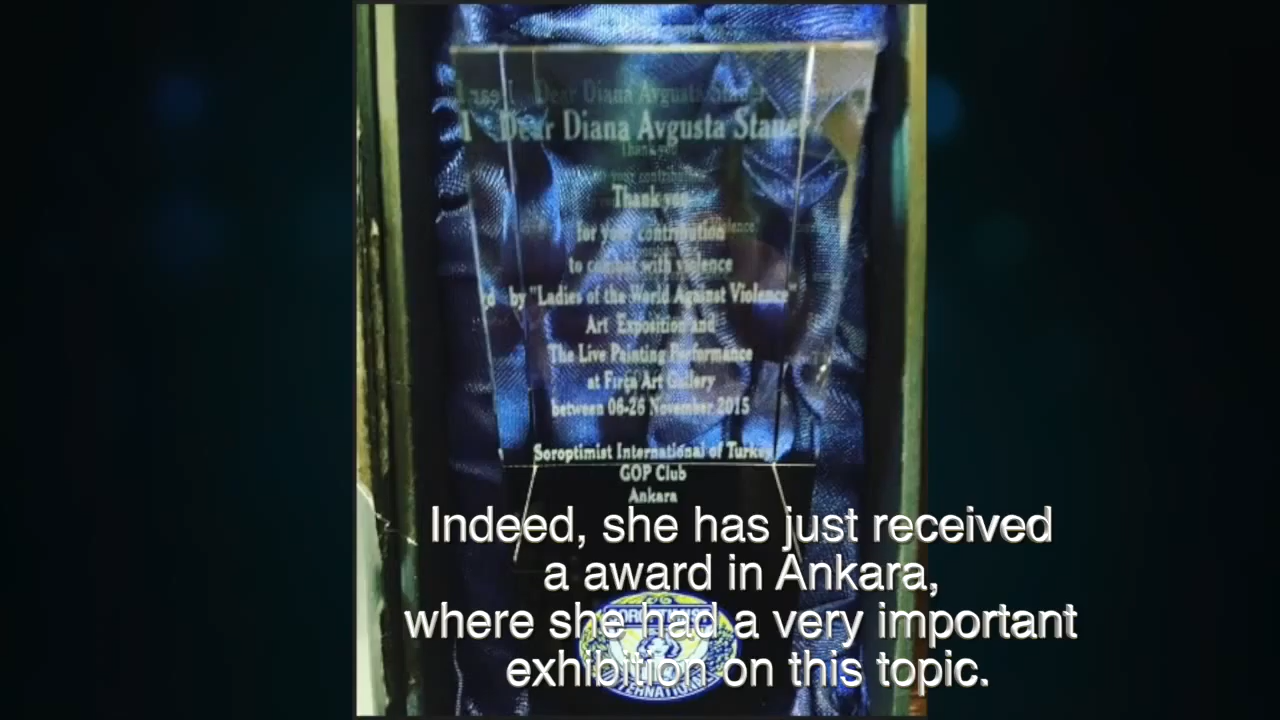 Dear Diana Avgusta Stauer
Thank you
for your contribution
to combat with violence
by "Ladies of the World Against Violence"
Art Exposition and
The Live Painting Performance
at Fırça Art Gallery
between 06-26 November 2015
Soroptimist International of Turkey
GOP Club
Ankara
Indeed, she has just received
a award in Ankara,
where she had a very important
exhibition on this topic.
SOROPTIMIST
INTERNATIONAL